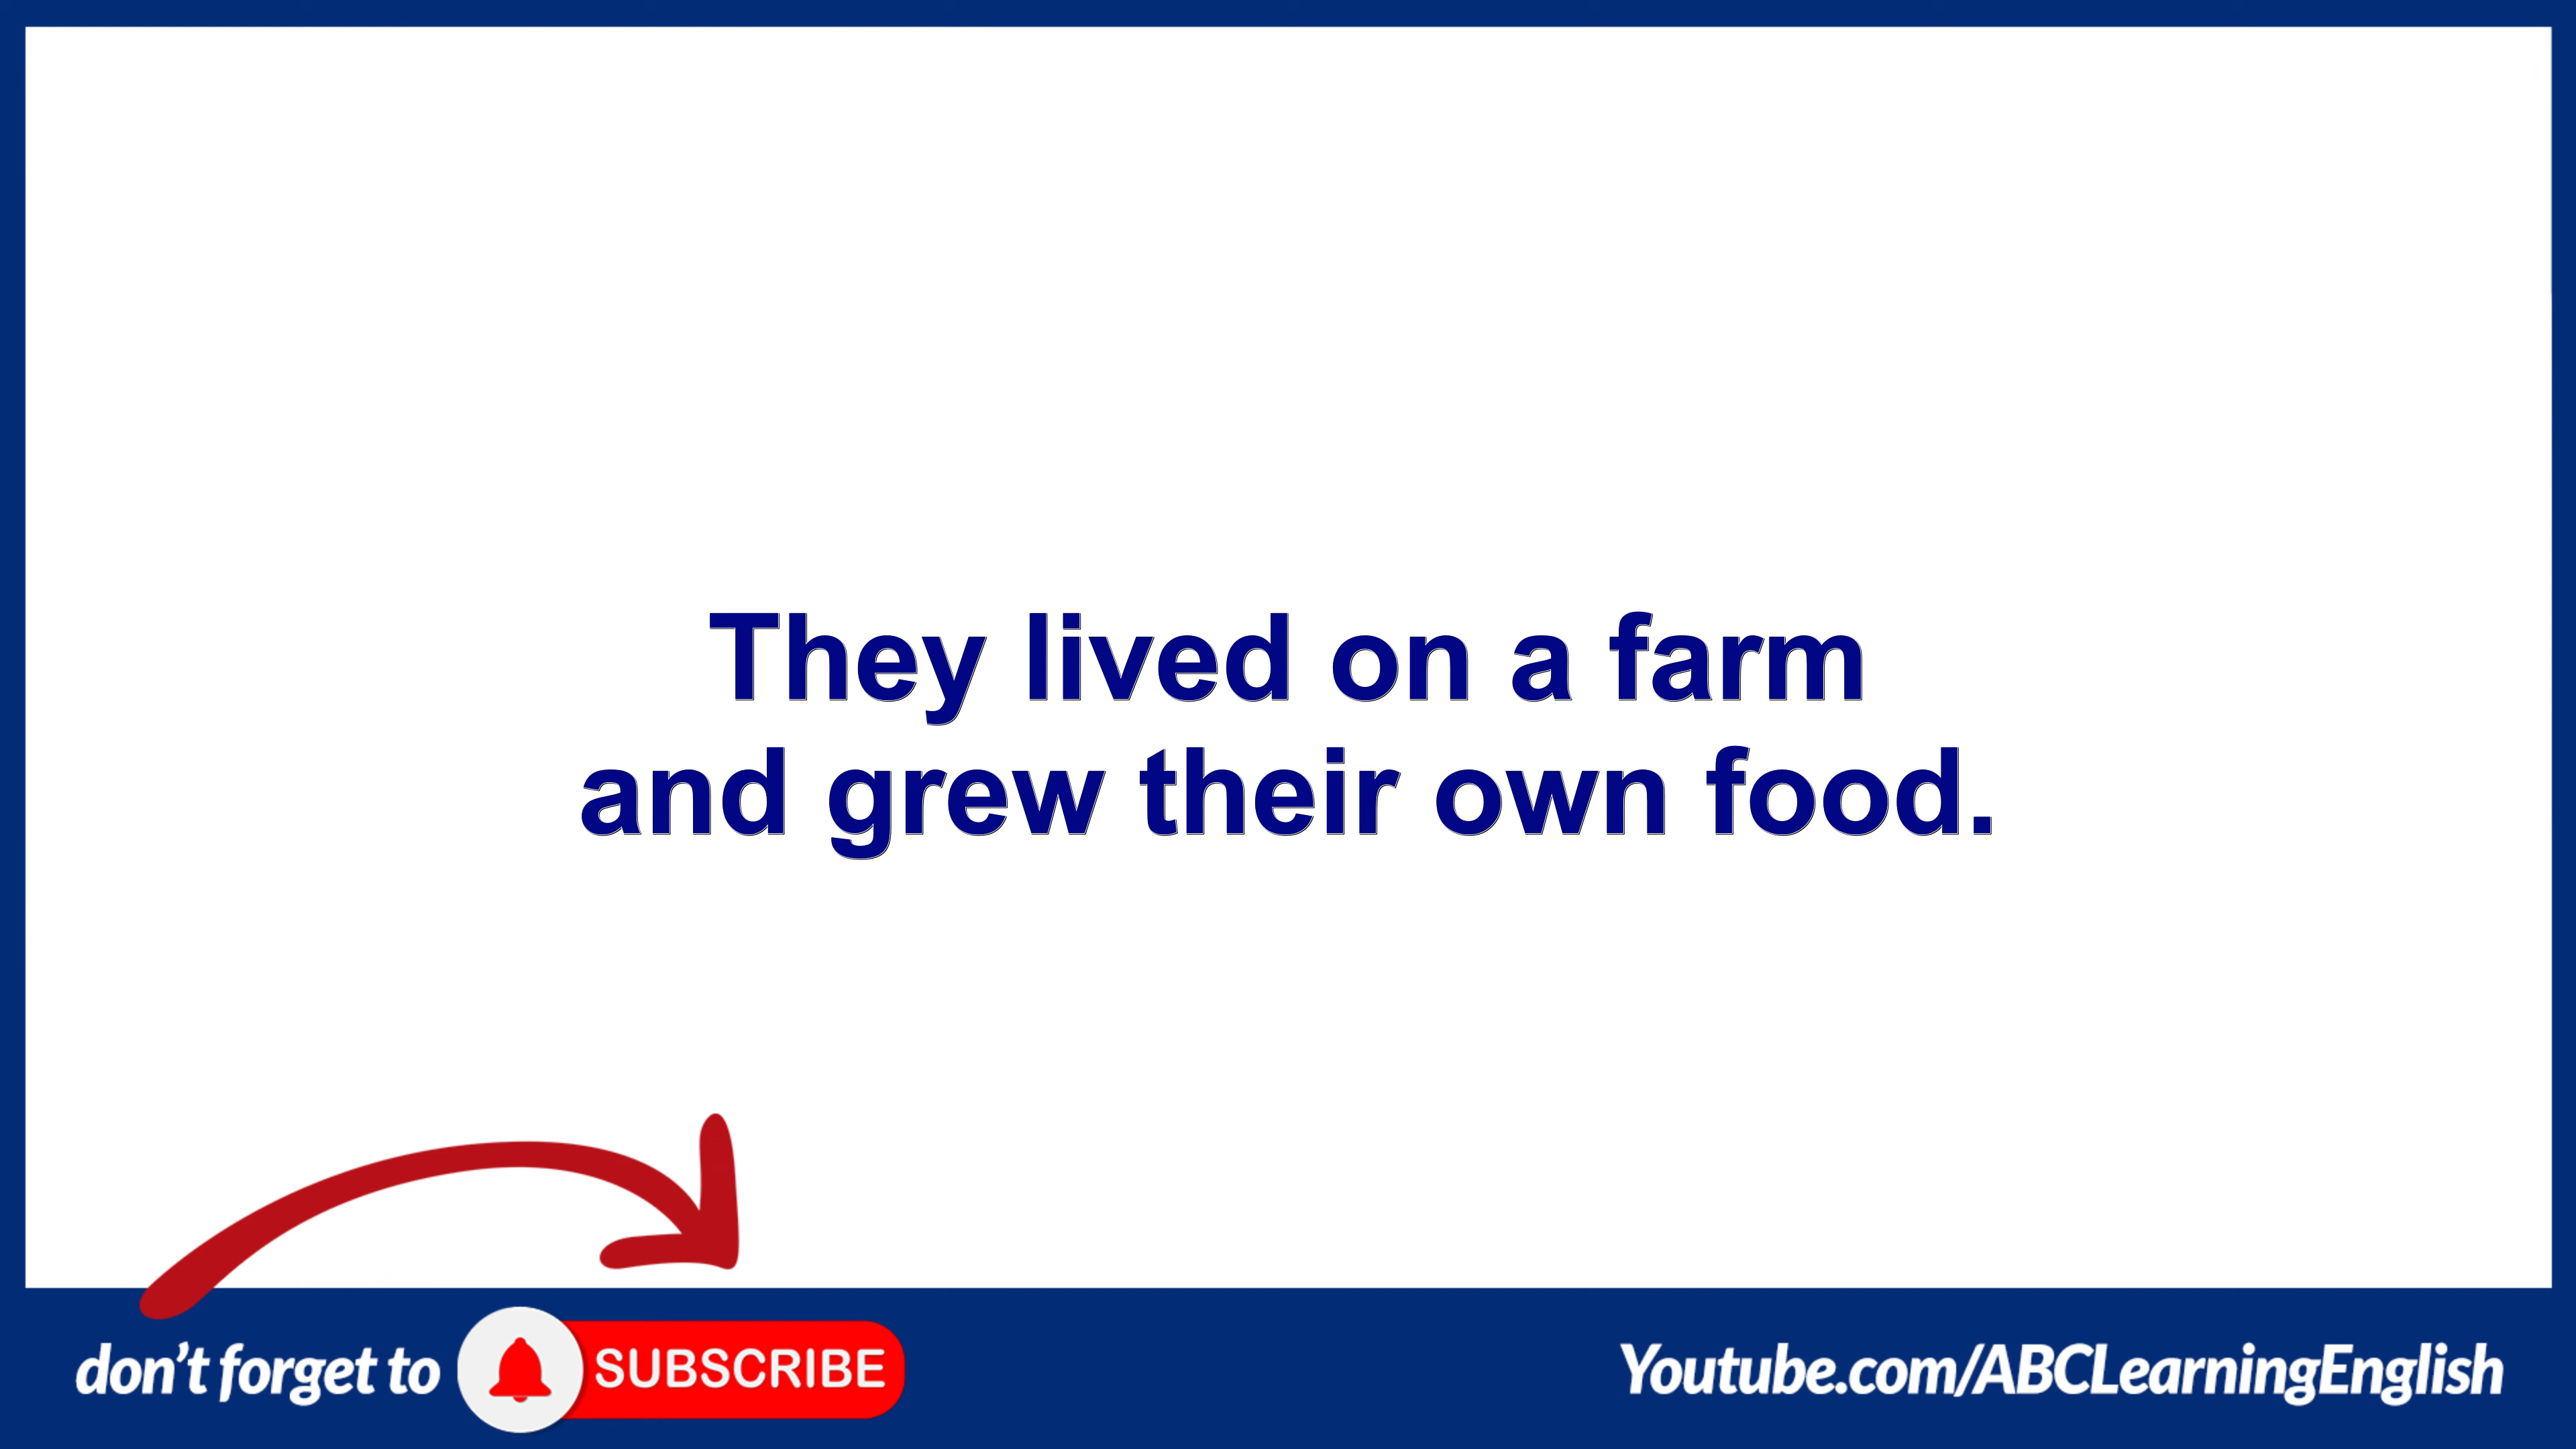 They lived on a farm
and grew their own food.
don't forget to SUBSCRIBE
Youtube.com/ABCLearningEnglish